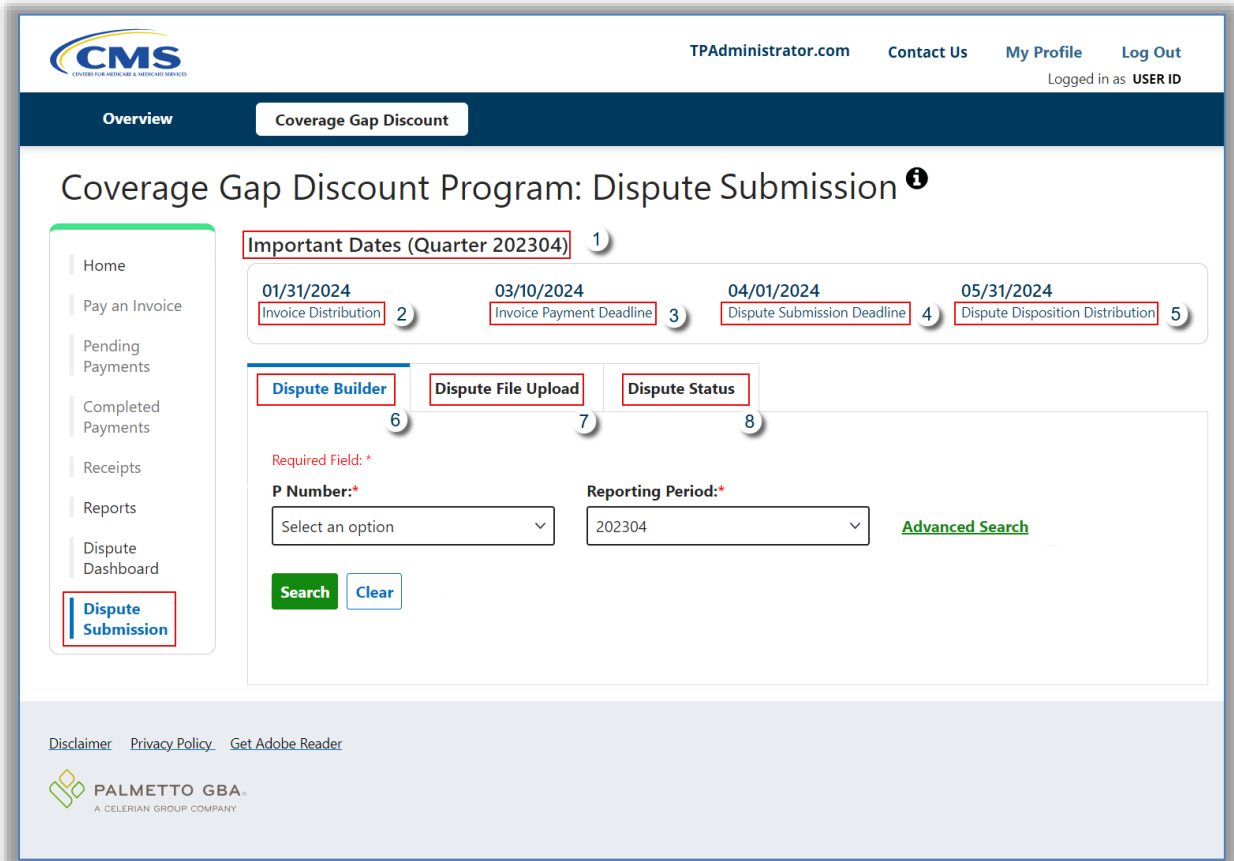 CMS
CENTERS FOR MEDICARE & MEDICAID SERVICES
TPAdministrator.com Contact Us My Profile Log Out
Logged in as USER ID
Overview Coverage Gap Discount
Coverage Gap Discount Program: Dispute Submission i
Important Dates (Quarter 202304) 1
01/31/2024 03/10/2024 04/01/2024 05/31/2024
Invoice Distribution 2 Invoice Payment Deadline 3 Dispute Submission Deadline 4 Dispute Disposition Distribution 5
Home
Pay an Invoice
Pending
Payments
Completed
Payments
Receipts
Reports
Dispute
Dashboard
Dispute
Submission
Dispute Builder Dispute File Upload Dispute Status
6 7 8
Required Field: *
P Number:* Reporting Period:*
Select an option 202304 Advanced Search
Search Clear
Disclaimer Privacy Policy Get Adobe Reader
PALMETTO GBA®
A CELERIAN GROUP COMPANY